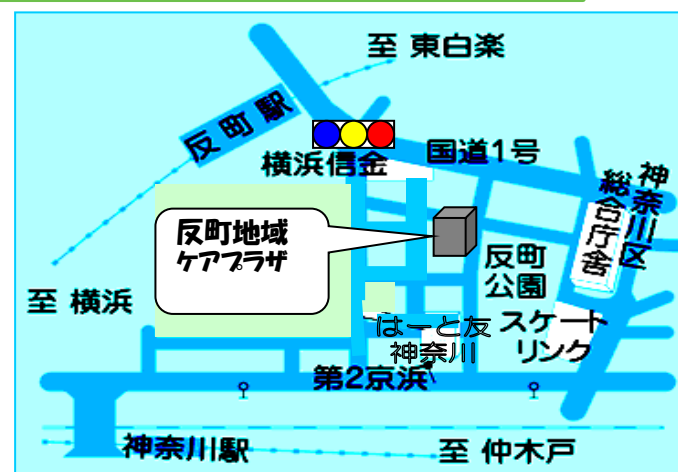 至 東白楽
反町駅
横浜信金
国道1号
神奈川区
総合庁舎
反町地域
ケアプラザ
反町
公園
至 横浜
はーと友
神奈川
スケート
リンク
第2京浜
神奈川駅
至 仲木戸